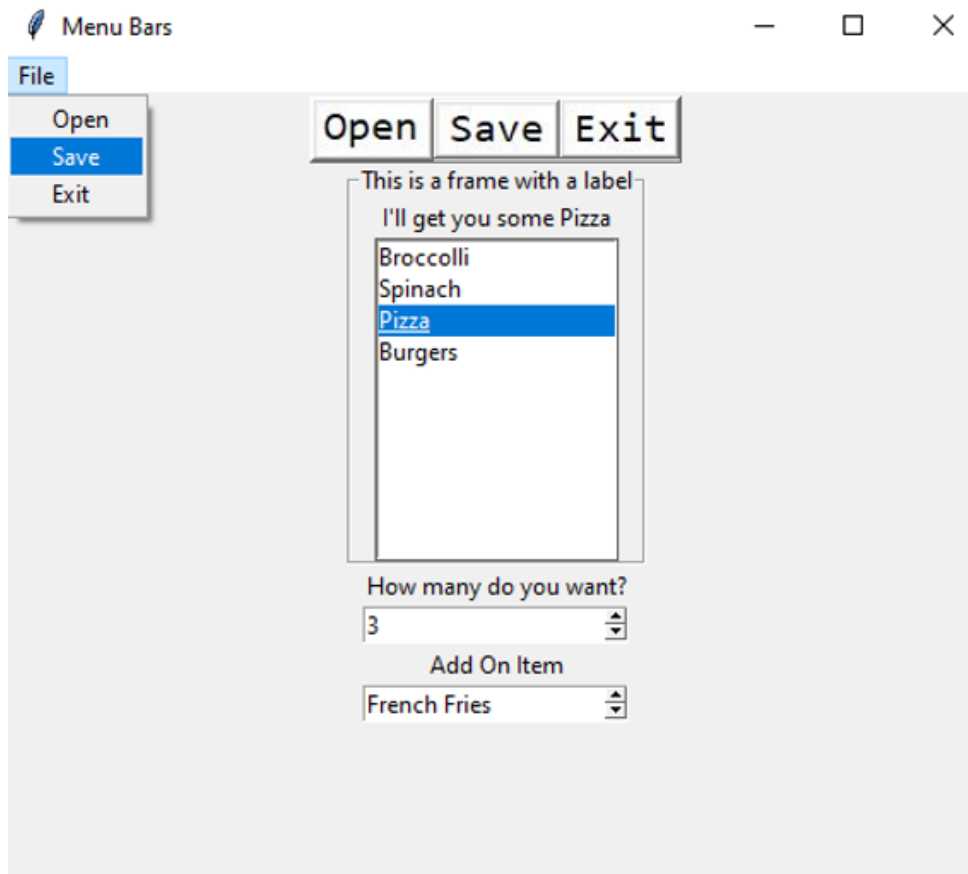 Menu Bars
File
Open
Save
Exit
Open Save Exit
This is a frame with a label
I'll get you some Pizza
Broccolli
Spinach
Pizza
Burgers
How many do you want?
3
Add On Item
French Fries